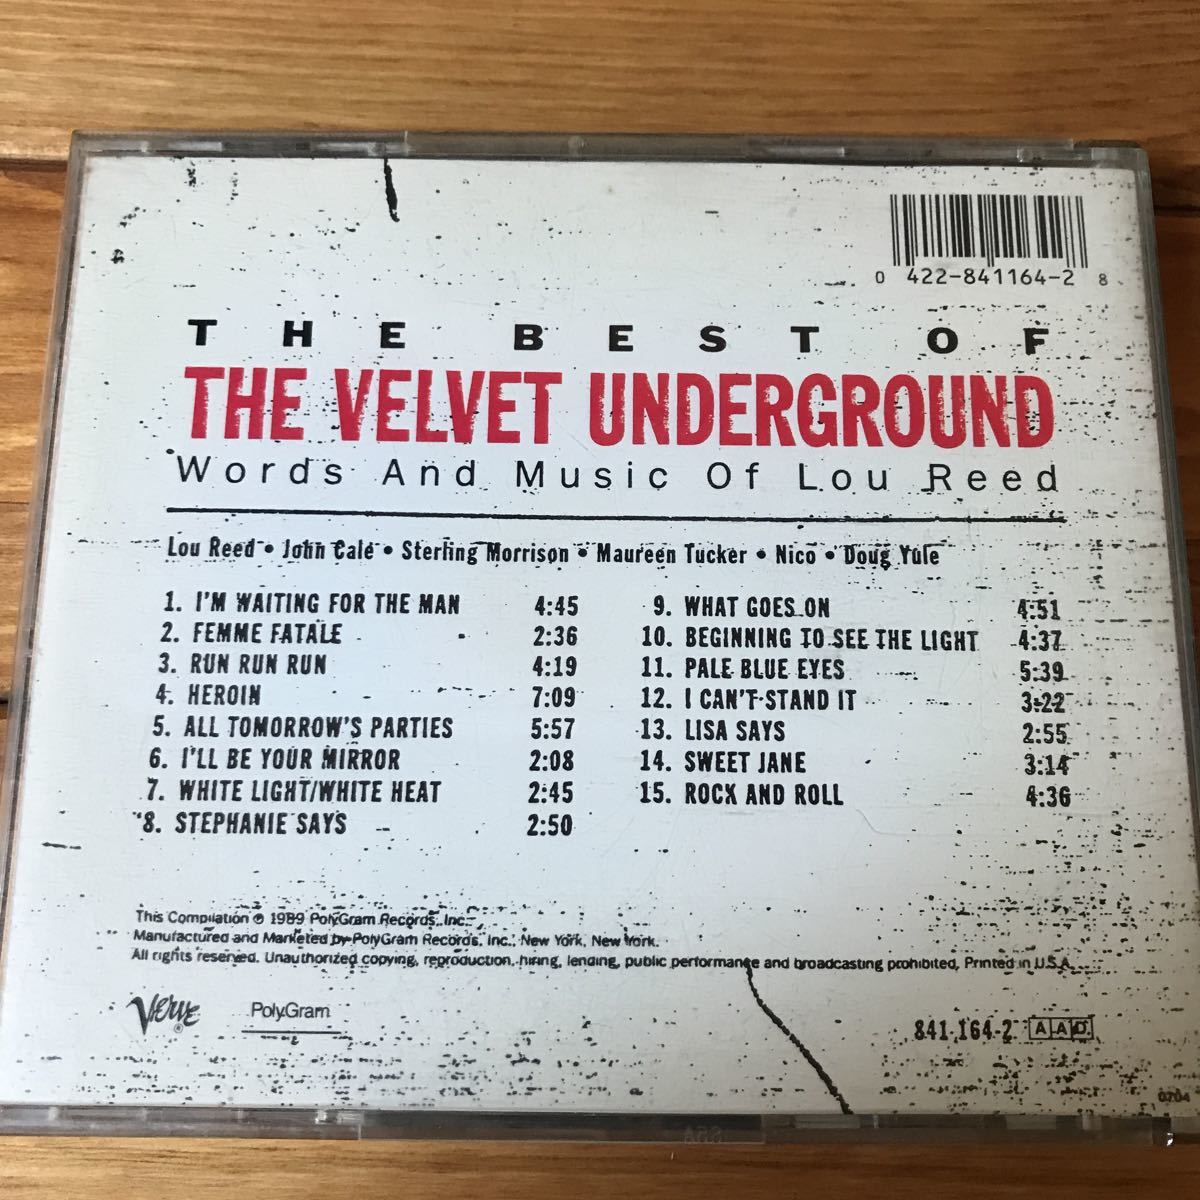 0 422-841164-2 8
THE BEST OF
THE VELVET UNDERGROUND
Words And Music Of Lou Reed
Lou Reed • John Cale • Sterling Morrison • Maureen Tucker • Nico • Doug Yule
1. I'M WAITING FOR THE MAN 4:45
2. FEMME FATALE 2:36
3. RUN RUN RUN 4:19
4. HEROIN 7:09
5. ALL TOMORROW'S PARTIES 5:57
6. I'LL BE YOUR MIRROR 2:08
7. WHITE LIGHT/WHITE HEAT 2:45
8. STEPHANIE SAYS 2:50
9. WHAT GOES ON 4:51
10. BEGINNING TO SEE THE LIGHT 4:37
11. PALE BLUE EYES 5:39
12. I CAN'T STAND IT 3:22
13. LISA SAYS 2:55
14. SWEET JANE 3:14
15. ROCK AND ROLL 4:36
This Compilation ℗ 1989 PolyGram Records, Inc.
Manufactured and Marketed by PolyGram Records, Inc., New York, New York.
All rights reserved. Unauthorized copying, reproduction, hiring, lending, public performance and broadcasting prohibited. Printed in U.S.A.
Verve ®
PolyGram
841 164-2 AAD
0204